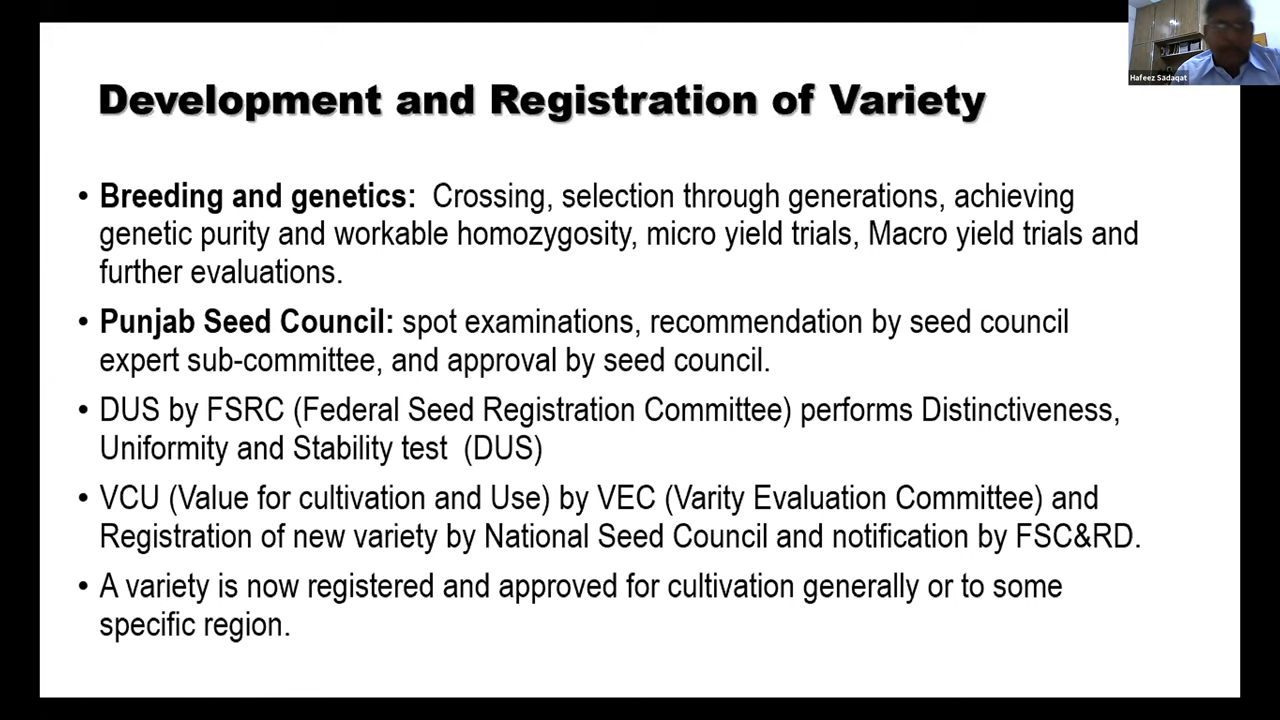 Hafeez Sadaqat
Development and Registration of Variety
• Breeding and genetics: Crossing, selection through generations, achieving
genetic purity and workable homozygosity, micro yield trials, Macro yield trials and
further evaluations.
• Punjab Seed Council: spot examinations, recommendation by seed council
expert sub-committee, and approval by seed council.
• DUS by FSRC (Federal Seed Registration Committee) performs Distinctiveness,
Uniformity and Stability test (DUS)
• VCU (Value for cultivation and Use) by VEC (Varity Evaluation Committee) and
Registration of new variety by National Seed Council and notification by FSC&RD.
• A variety is now registered and approved for cultivation generally or to some
specific region.